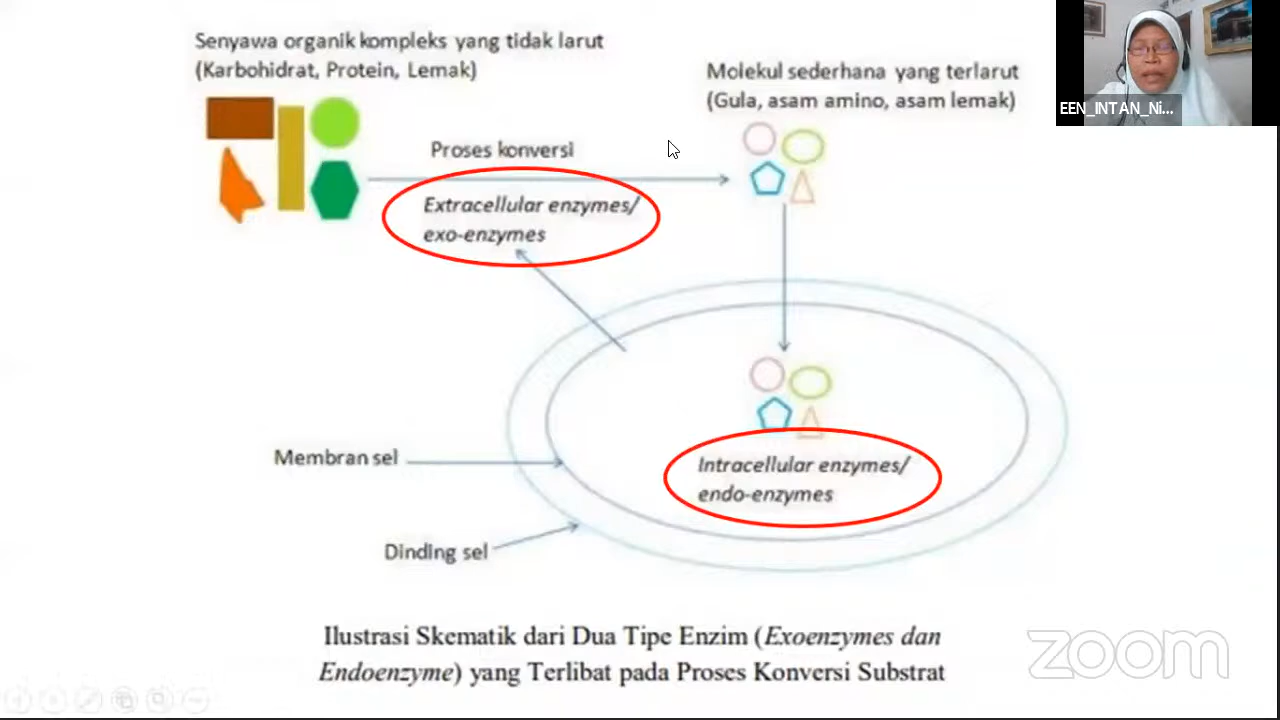 Senyawa organik kompleks yang tidak larut
(Karbohidrat, Protein, Lemak)
Molekul sederhana yang terlarut
(Gula, asam amino, asam lemak)
EEN_INTAN_Ni...
Proses konversi
Extracellular enzymes/
exo-enzymes
Intracellular enzymes/
endo-enzymes
Membran sel
Dinding sel
Ilustrasi Skematik dari Dua Tipe Enzim (Exoenzymes dan
Endoenzyme) yang Terlibat pada Proses Konversi Substrat
zoom